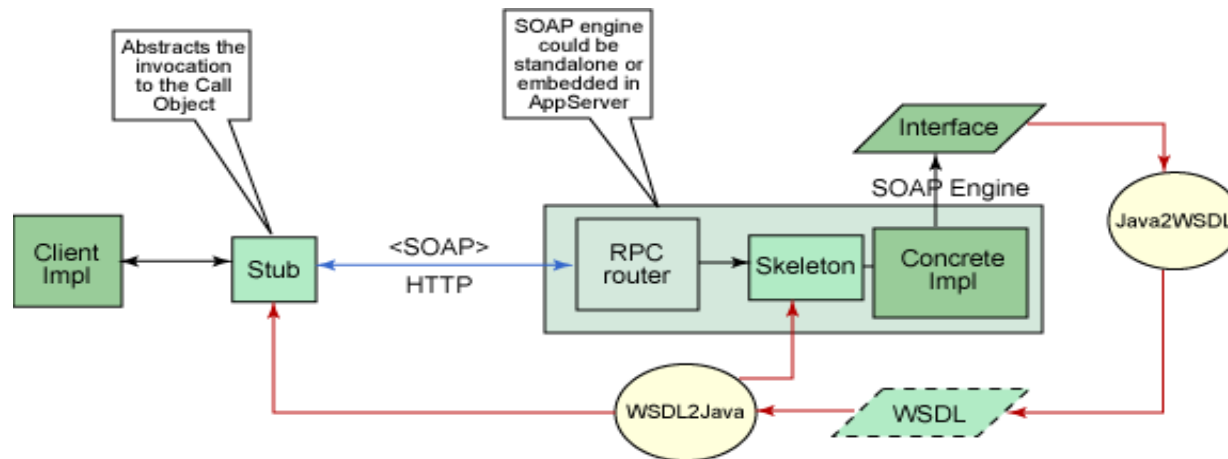 Abstracts the
invocation
to the Call
Object
SOAP engine
could be
standalone or
embedded in
AppServer
Interface
SOAP Engine
Java2WSDL
Client
Impl
Stub
<SOAP>
HTTP
RPC
router
Skeleton
Concrete
Impl
WSDL2Java
WSDL